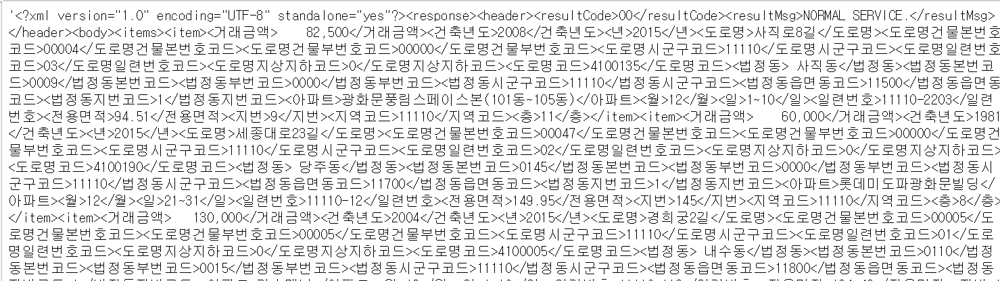 '<?xml version="1.0" encoding="UTF-8" standalone="yes"?><response><header><resultCode>00</resultCode><resultMsg>NORMAL SERVICE.</resultMsg>
</header><body><items><item><거래금액>    82,500</거래금액><건축년도>2008</건축년도><년>2015</년><도로명>사직로8길</도로명><도로명건물본번호
코드>00004</도로명건물본번호코드><도로명건물부번호코드>00000</도로명건물부번호코드><도로명시군구코드>11110</도로명시군구코드><도로명일련번호
코드>03</도로명일련번호코드><도로명지상지하코드>0</도로명지상지하코드><도로명코드>4100135</도로명코드><법정동> 사직동</법정동><법정동본번코드
>0009</법정동본번코드><법정동부번코드>0000</법정동부번코드><법정동시군구코드>11110</법정동시군구코드><법정동읍면동코드>11500</법정동읍면동
코드><법정동지번코드>1</법정동지번코드><아파트>광화문풍림스페이스본(101동~105동)</아파트><월>12</월><일>1~10</일><일련번호>11110-2203</일련
번호><전용면적>94.51</전용면적><지번>9</지번><지역코드>11110</지역코드><층>11</층></item><item><거래금액>    60,000</거래금액><건축년도>1981
</건축년도><년>2015</년><도로명>세종대로23길</도로명><도로명건물본번호코드>00047</도로명건물본번호코드><도로명건물부번호코드>00000</도로명건
물부번호코드><도로명시군구코드>11110</도로명시군구코드><도로명일련번호코드>02</도로명일련번호코드><도로명지상지하코드>0</도로명지상지하코드>
<도로명코드>4100190</도로명코드><법정동> 당주동</법정동><법정동본번코드>0145</법정동본번코드><법정동부번코드>0000</법정동부번코드><법정동시
군구코드>11110</법정동시군구코드><법정동읍면동코드>11700</법정동읍면동코드><법정동지번코드>1</법정동지번코드><아파트>롯데미도파광화문빌딩</
아파트><월>12</월><일>21~31</일><일련번호>11110-12</일련번호><전용면적>149.95</전용면적><지번>145</지번><지역코드>11110</지역코드><층>8</층>
</item><item><거래금액>   130,000</거래금액><건축년도>2004</건축년도><년>2015</년><도로명>경희궁2길</도로명><도로명건물본번호코드>00005</도
로명건물본번호코드><도로명건물부번호코드>00005</도로명건물부번호코드><도로명시군구코드>11110</도로명시군구코드><도로명일련번호코드>01</도로
명일련번호코드><도로명지상지하코드>0</도로명지상지하코드><도로명코드>4100005</도로명코드><법정동> 내수동</법정동><법정동본번코드>0110</법정
동본번코드><법정동부번코드>0015</법정동부번코드><법정동시군구코드>11110</법정동시군구코드><법정동읍면동코드>11800</법정동읍면동코드><법정동